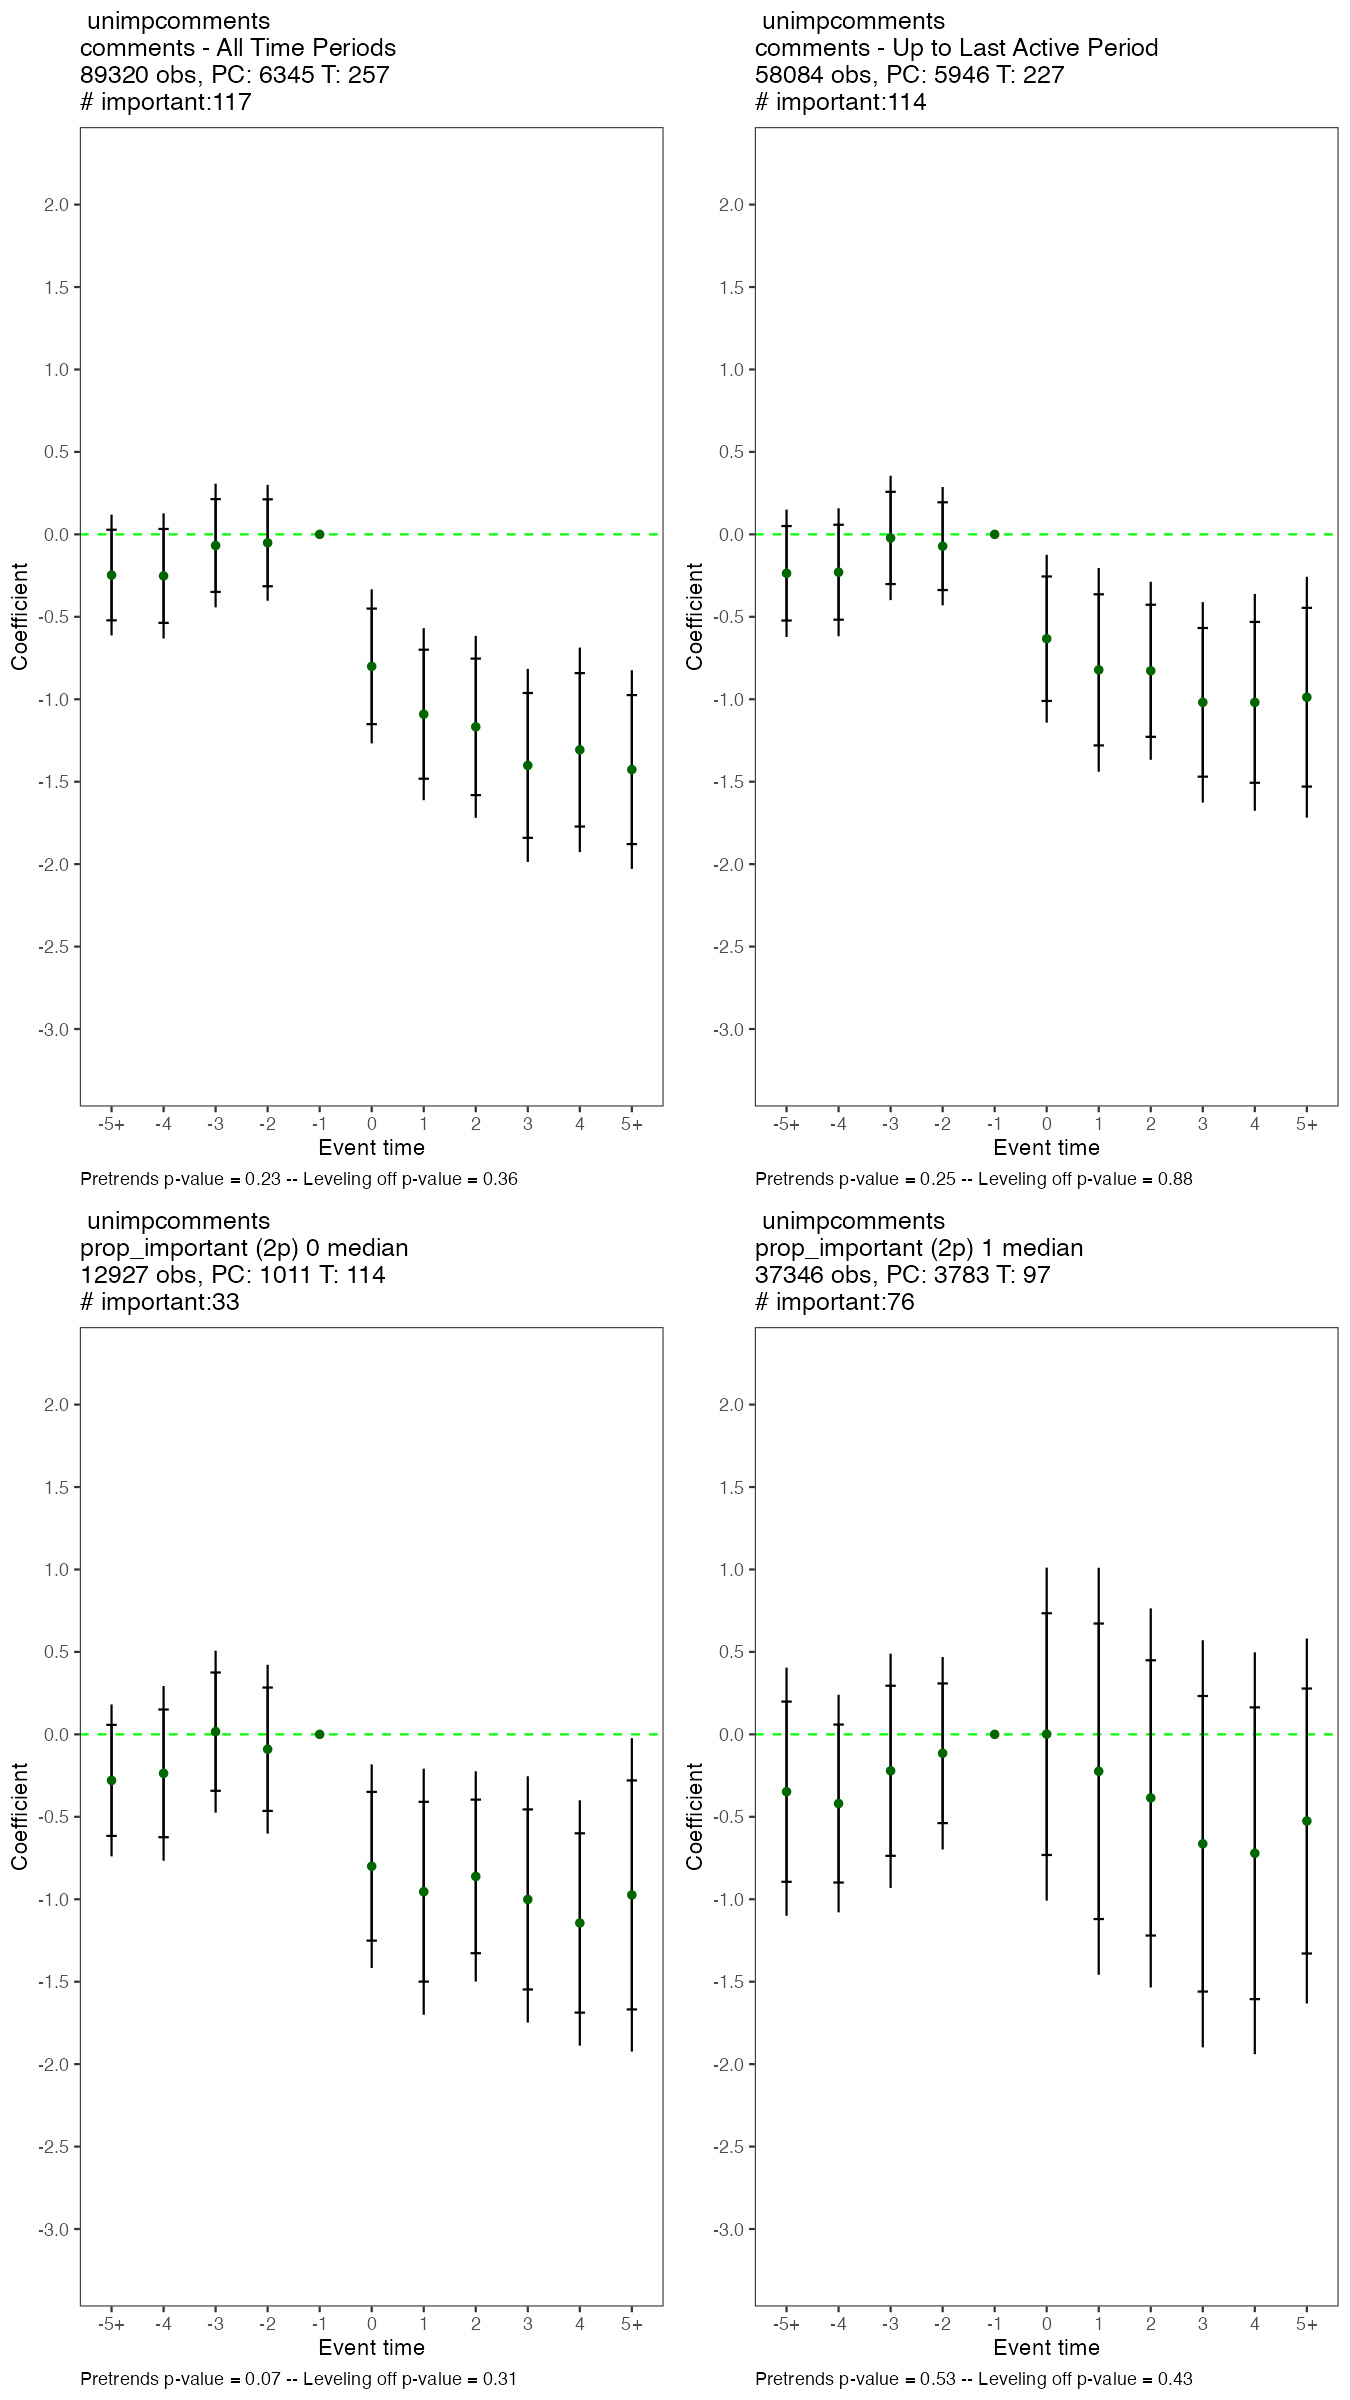 unimpcomments
comments - All Time Periods
89320 obs, PC: 6345 T: 257
# important:117
2.0
1.5
1.0
0.5
0.0
-0.5
-1.0
-1.5
-2.0
-2.5
-3.0
Coefficient
-5+ -4 -3 -2 -1 0 1 2 3 4 5+
Event time
Pretrends p-value = 0.23 -- Leveling off p-value = 0.36
unimpcomments
comments - Up to Last Active Period
58084 obs, PC: 5946 T: 227
# important:114
2.0
1.5
1.0
0.5
0.0
-0.5
-1.0
-1.5
-2.0
-2.5
-3.0
Coefficient
-5+ -4 -3 -2 -1 0 1 2 3 4 5+
Event time
Pretrends p-value = 0.25 -- Leveling off p-value = 0.88
unimpcomments
prop_important (2p) 0 median
12927 obs, PC: 1011 T: 114
# important:33
2.0
1.5
1.0
0.5
0.0
-0.5
-1.0
-1.5
-2.0
-2.5
-3.0
Coefficient
-5+ -4 -3 -2 -1 0 1 2 3 4 5+
Event time
Pretrends p-value = 0.07 -- Leveling off p-value = 0.31
unimpcomments
prop_important (2p) 1 median
37346 obs, PC: 3783 T: 97
# important:76
2.0
1.5
1.0
0.5
0.0
-0.5
-1.0
-1.5
-2.0
-2.5
-3.0
Coefficient
-5+ -4 -3 -2 -1 0 1 2 3 4 5+
Event time
Pretrends p-value = 0.53 -- Leveling off p-value = 0.43